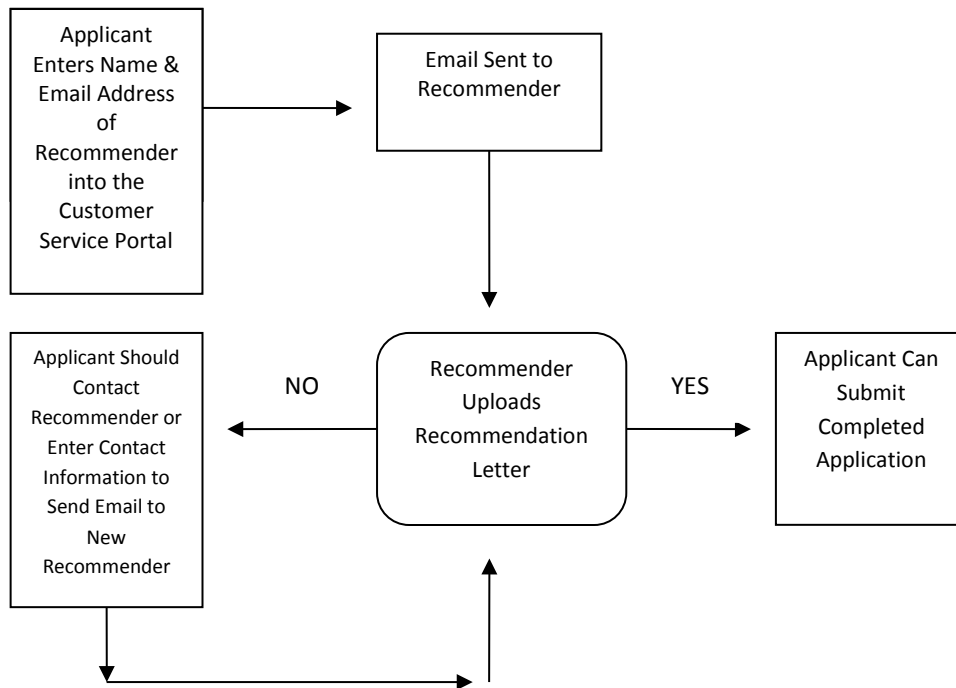 Applicant
Enters Name &
Email Address
of
Recommender
into the
Customer
Service Portal
Email Sent to
Recommender
Applicant Should
Contact
Recommender or
Enter Contact
Information to
Send Email to
New
Recommender
NO
Recommender
Uploads
Recommendation
Letter
YES
Applicant Can
Submit
Completed
Application